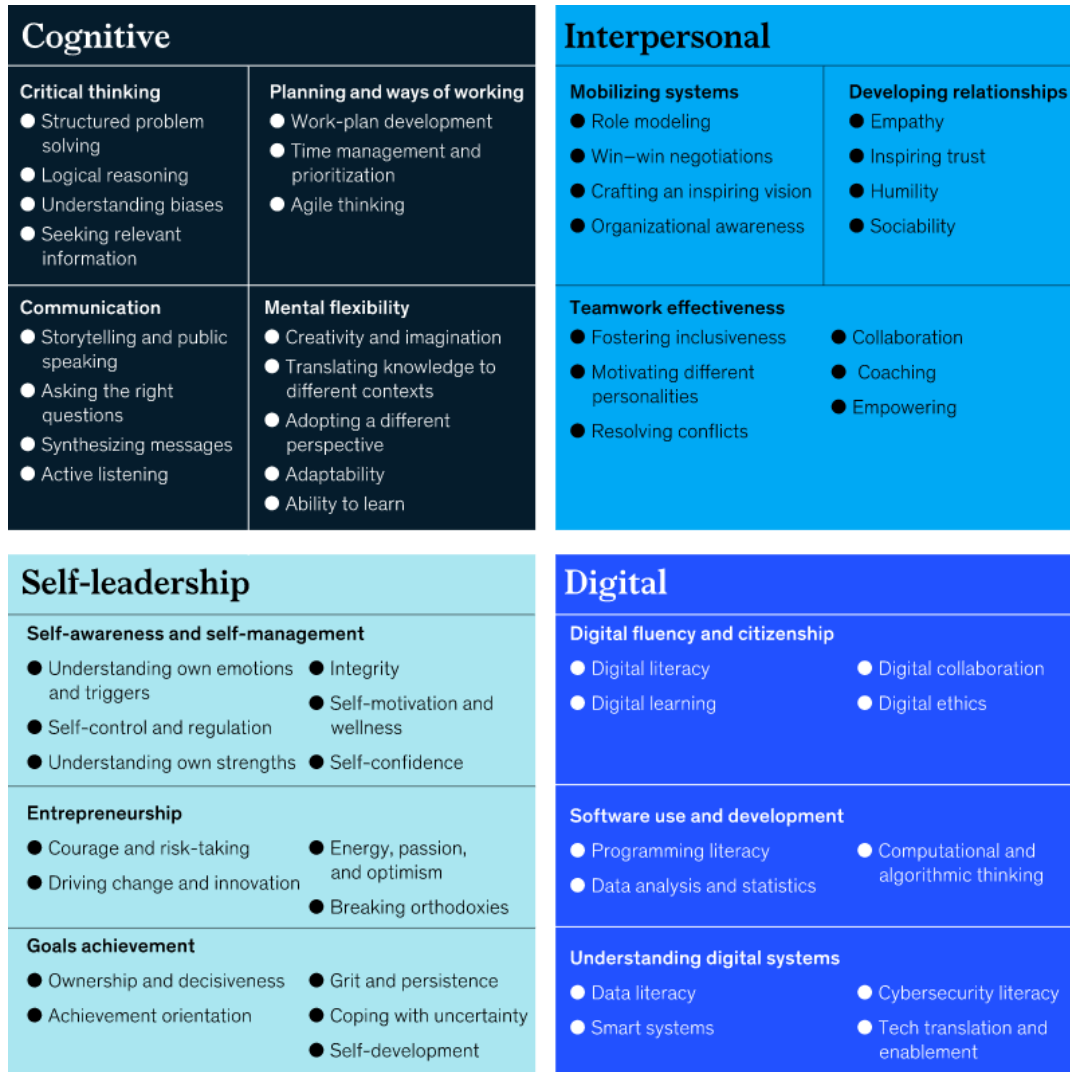 Cognitive
Critical thinking
Structured problem
solving
Logical reasoning
Understanding biases
Seeking relevant
information
Planning and ways of working
Work-plan development
Time management and
prioritization
Agile thinking
Communication
Storytelling and public
speaking
Asking the right
questions
Synthesizing messages
Active listening
Mental flexibility
Creativity and imagination
Translating knowledge to
different contexts
Adopting a different
perspective
Adaptability
Ability to learn
Interpersonal
Mobilizing systems
Role modeling
Win–win negotiations
Crafting an inspiring vision
Organizational awareness
Developing relationships
Empathy
Inspiring trust
Humility
Sociability
Teamwork effectiveness
Fostering inclusiveness
Motivating different
personalities
Resolving conflicts
Collaboration
Coaching
Empowering
Self-leadership
Self-awareness and self-management
Understanding own emotions
and triggers
Self-control and regulation
Understanding own strengths
Integrity
Self-motivation and
wellness
Self-confidence
Entrepreneurship
Courage and risk-taking
Driving change and innovation
Energy, passion,
and optimism
Breaking orthodoxies
Goals achievement
Ownership and decisiveness
Achievement orientation
Grit and persistence
Coping with uncertainty
Self-development
Digital
Digital fluency and citizenship
Digital literacy
Digital learning
Digital collaboration
Digital ethics
Software use and development
Programming literacy
Data analysis and statistics
Computational and
algorithmic thinking
Understanding digital systems
Data literacy
Smart systems
Cybersecurity literacy
Tech translation and
enablement